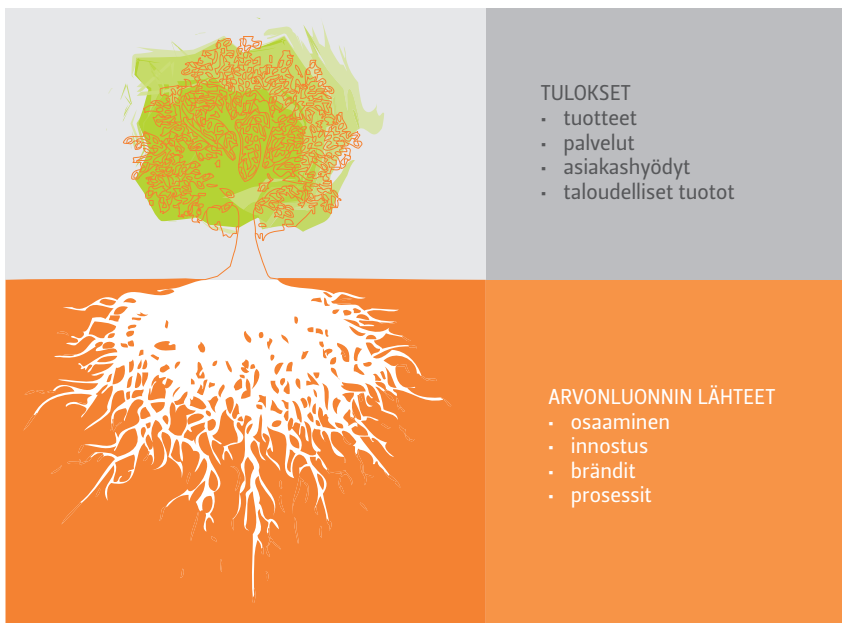 TULOKSET
▪ tuotteet
▪ palvelut
▪ asiakashyödyt
▪ taloudelliset tuotot
ARVONLUONNIN LÄHTEET
▪ osaaminen
▪ innostus
▪ brändit
▪ prosessit